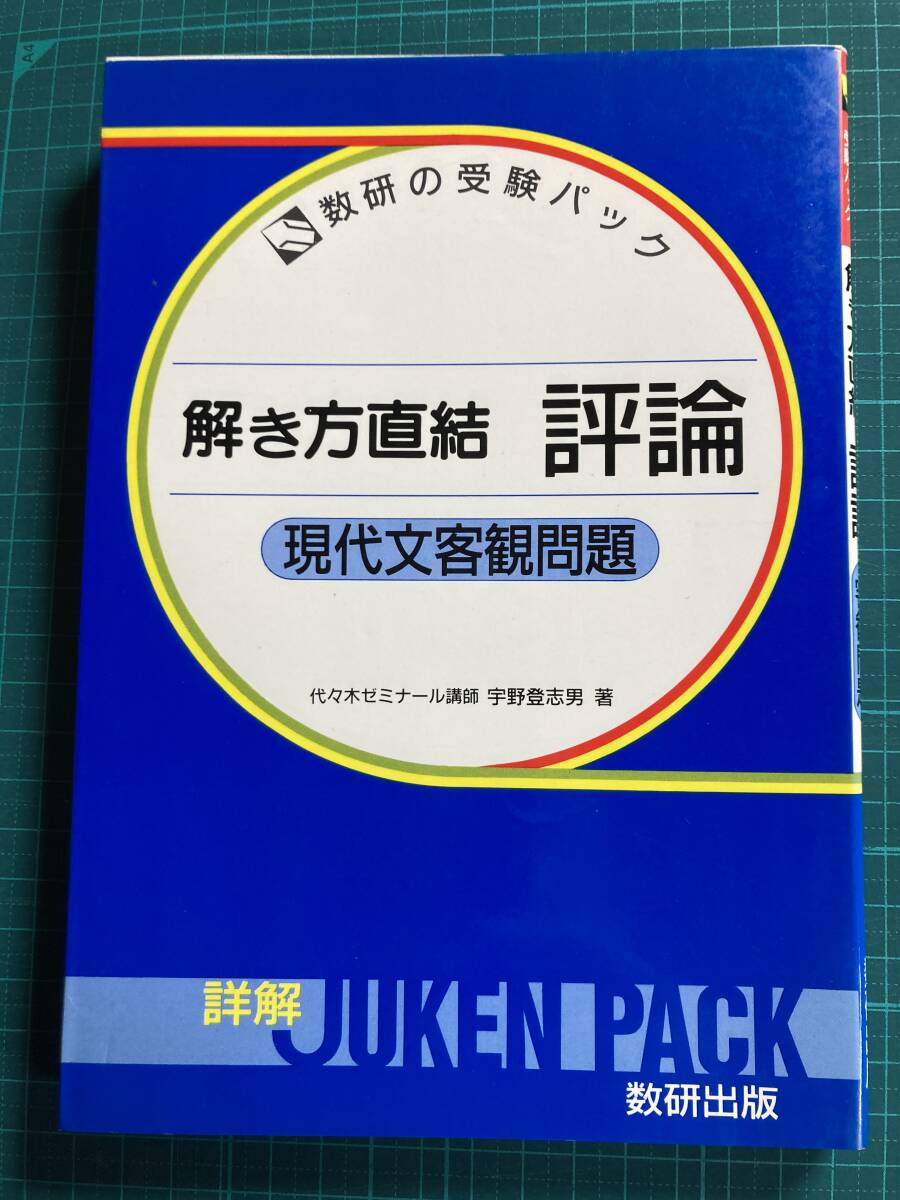 A4
数研の受験パック
解き方直結 評論
現代文客観問題
代々木ゼミナール講師 宇野登志男 著
詳解 JUKEN PACK
数研出版